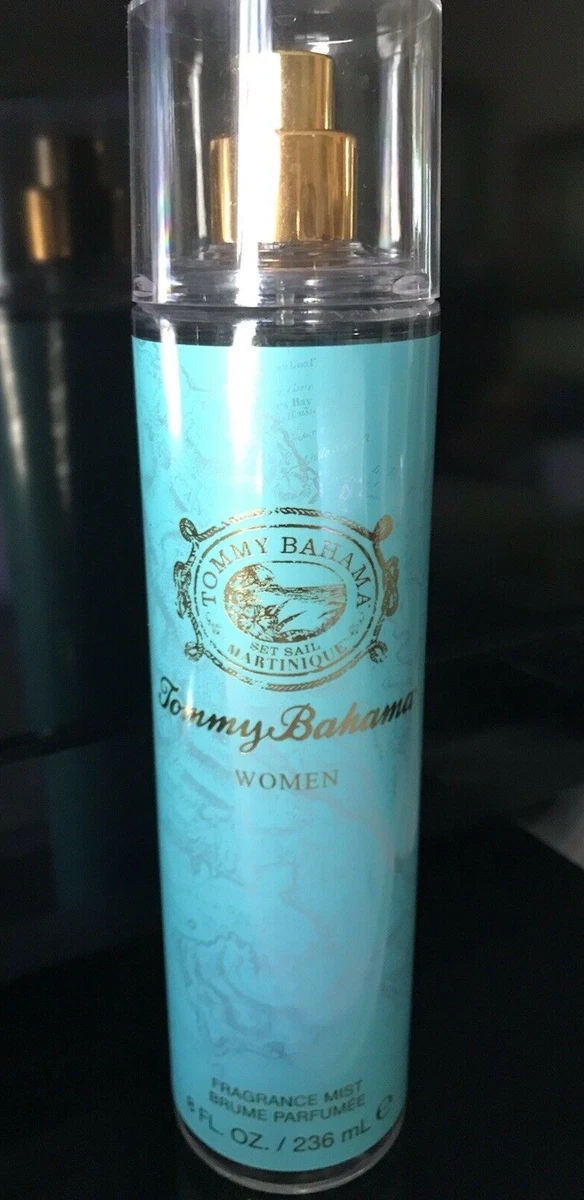 TOMMY BAHAMA
SET SAIL
MARTINIQUE
Tommy Bahama
WOMEN
FRAGRANCE MIST
BRUME PARFUMÉE
8 FL. OZ. / 236 mL ℮